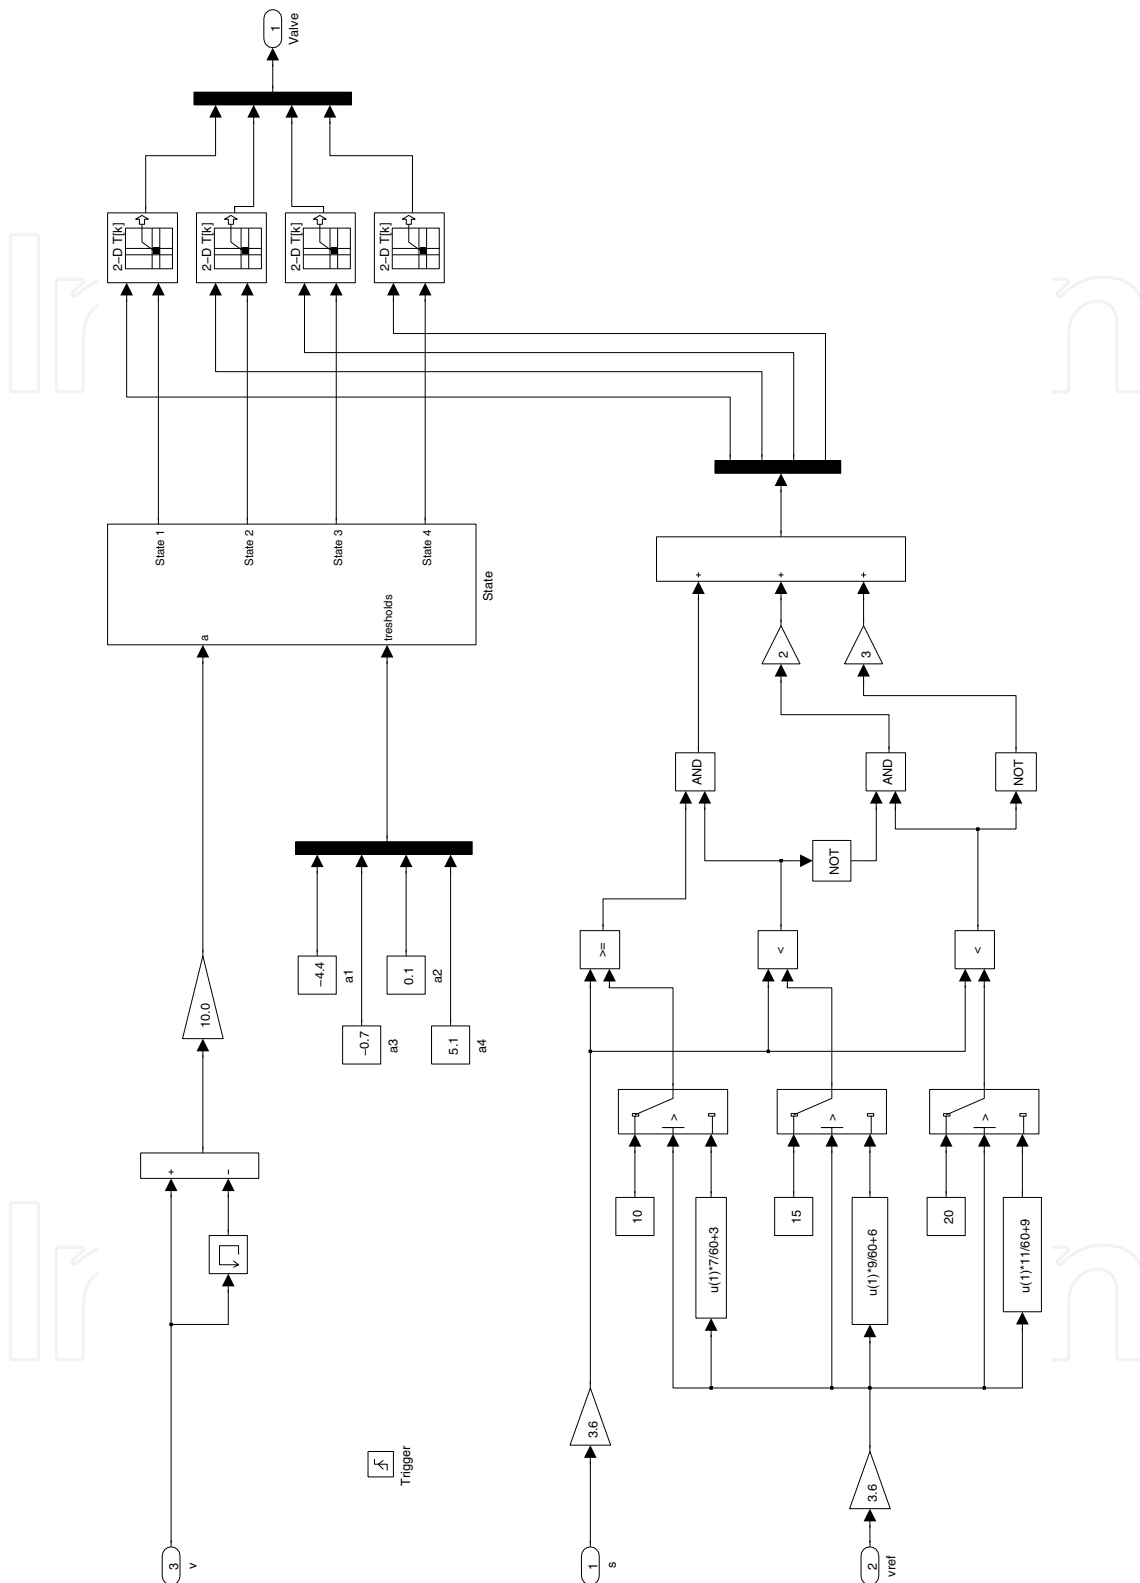 1
Valve
2-D T[k]
2-D T[k]
2-D T[k]
2-D T[k]
State 1
State 2
State 3
State 4
a
tresholds
State
+
+
+
2
3
AND
AND
NOT
NOT
-4.4
a1
-0.7
a3
0.1
a2
5.1
a4
10.0
>=
<
<
+
-
>
>
>
10
15
20
u(1)*7/60+3
u(1)*9/60+6
u(1)*11/60+9
Trigger
3.6
3.6
3
v
1
s
2
vref